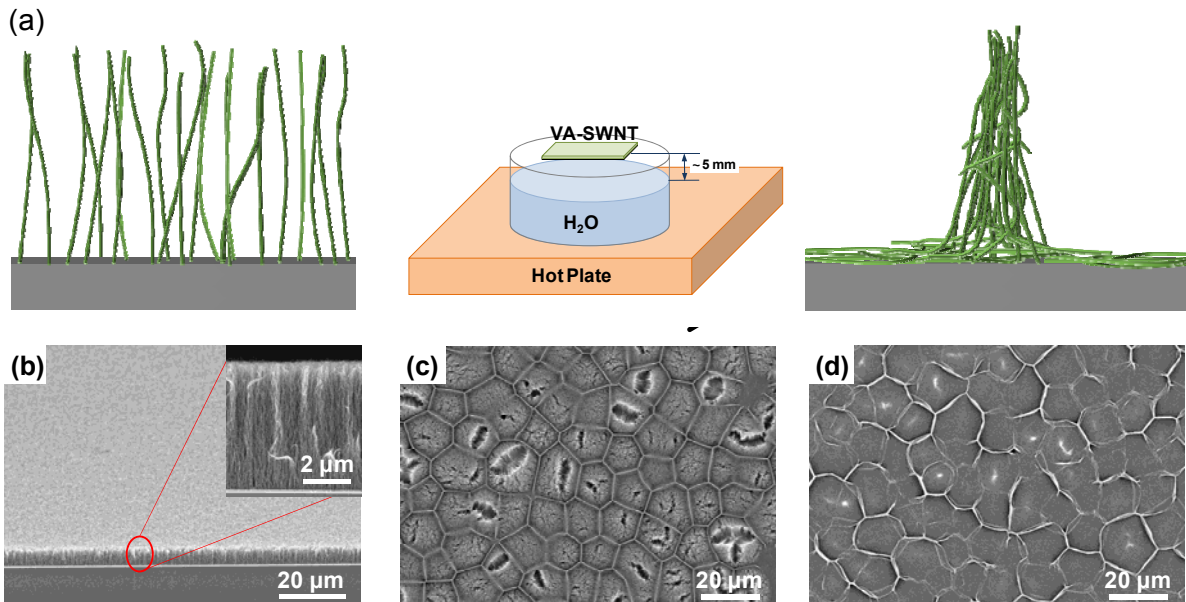 (a)
VA-SWNT
~5 mm
H₂O
Hot Plate
(b)
2 µm
20 µm
(c)
20 µm
(d)
20 µm